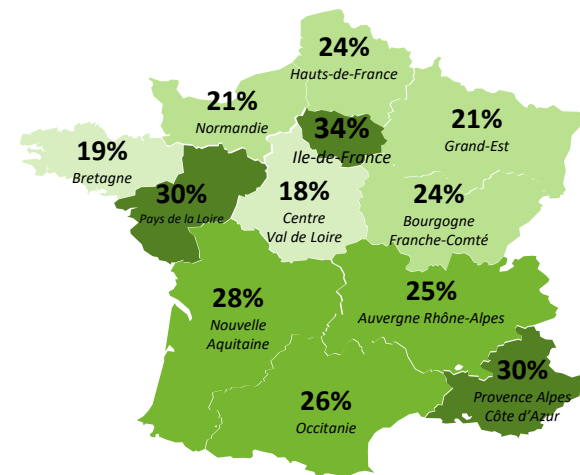 24%
Hauts-de-France
21%
Normandie
34%
Ile-de-France
21%
Grand-Est
19%
Bretagne
30%
Pays de la Loire
18%
Centre
Val de Loire
24%
Bourgogne
Franche-Comté
28%
Nouvelle
Aquitaine
25%
Auvergne Rhône-Alpes
26%
Occitanie
30%
Provence Alpes
Côte d'Azur